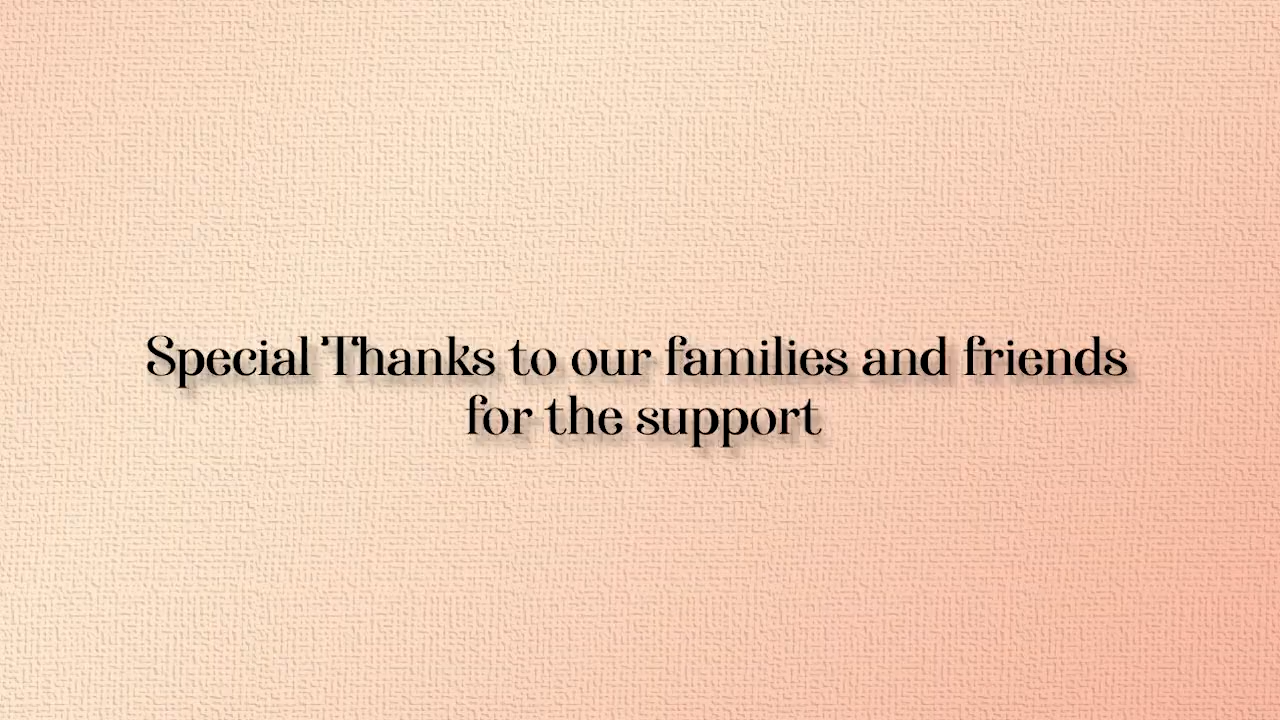 Special Thanks to our families and friends
for the support